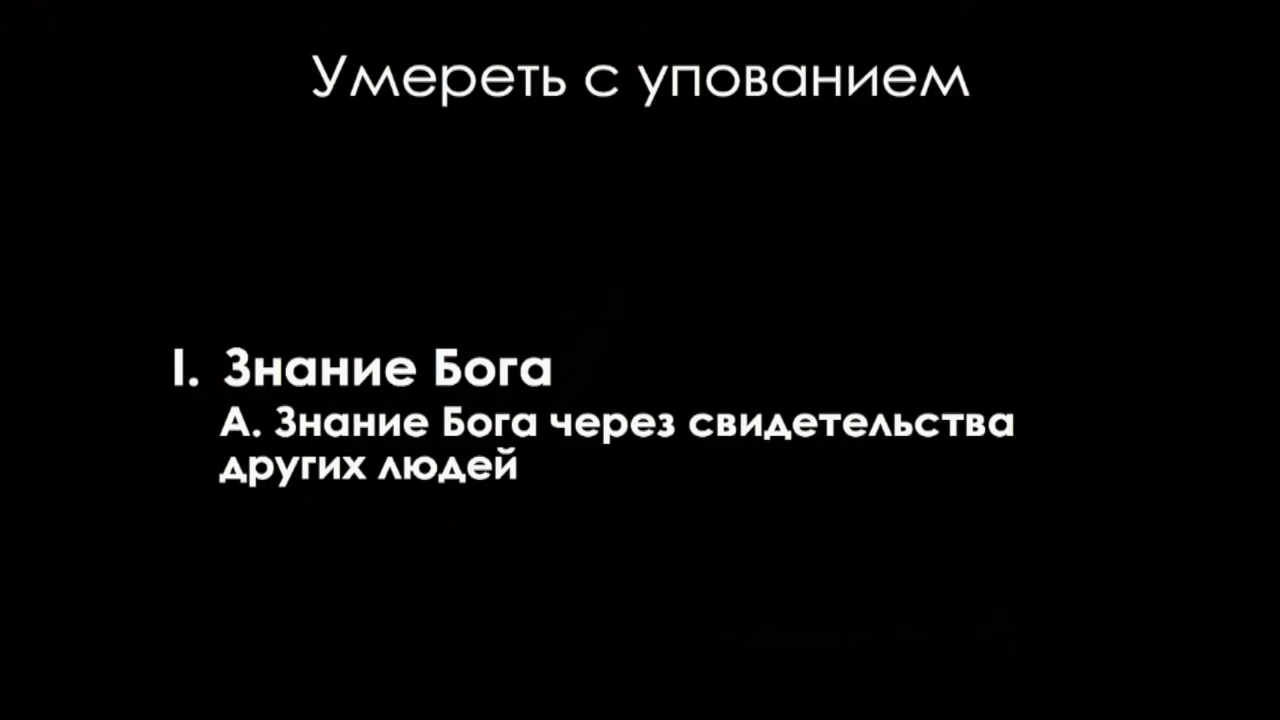 Умереть с упованием
I. Знание Бога
А. Знание Бога через свидетельства
других людей